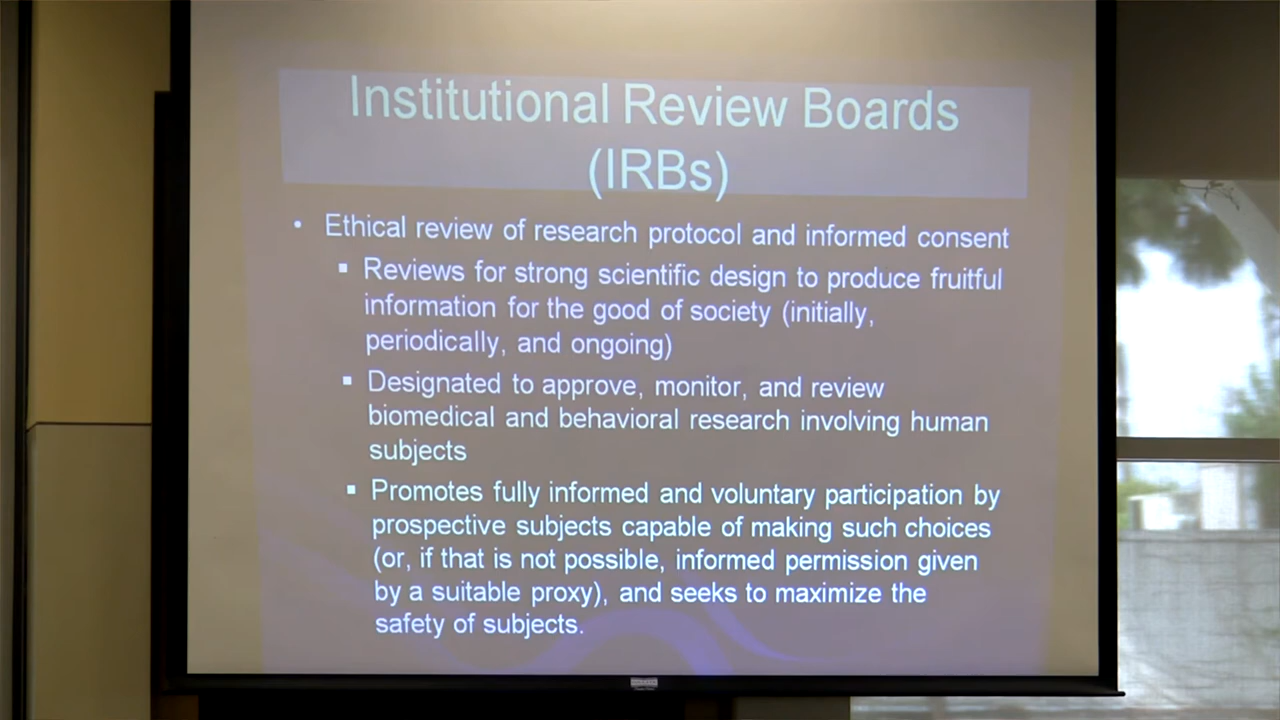 Institutional Review Boards
(IRBs)
• Ethical review of research protocol and informed consent
▪ Reviews for strong scientific design to produce fruitful
information for the good of society (initially,
periodically, and ongoing)
▪ Designated to approve, monitor, and review
biomedical and behavioral research involving human
subjects
▪ Promotes fully informed and voluntary participation by
prospective subjects capable of making such choices
(or, if that is not possible, informed permission given
by a suitable proxy), and seeks to maximize the
safety of subjects.